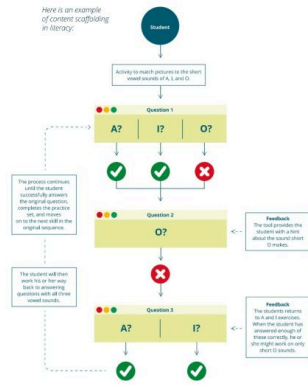 Here is an example
of content scaffolding
in literacy:
Student
Activity to match pictures to the short
vowel sounds of A, I, and O.
Question 1
A?
I?
O?
The process continues
until the student
successfully answers
the original question,
completes the practice
set, and moves
on to the next skill in the
original sequence.
Question 2
O?
Feedback
The tool provides the
student with a hint
about the sound short
O makes.
The student will then
work his or her way
back to answering
questions with all three
vowel sounds.
Question 3
A?
I?
Feedback
The students returns
to A and I exercises.
When the student has
answered enough of
these correctly, he or
she might work on only
short O sounds.